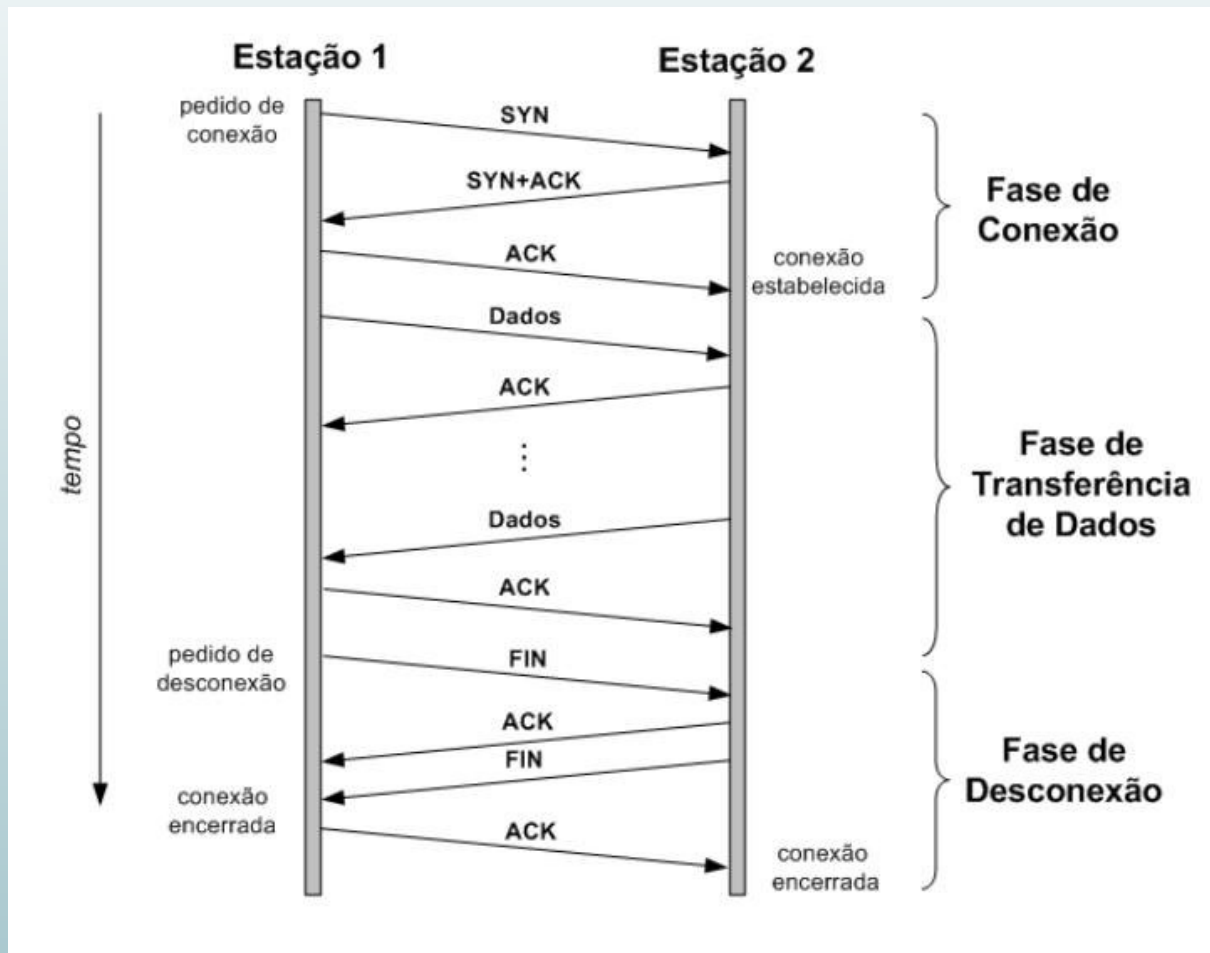 Estação 1
Estação 2
pedido de
conexão
SYN
SYN+ACK
ACK
conexão
estabelecida
Fase de
Conexão
Dados
ACK
tempo
Dados
ACK
Fase de
Transferência
de Dados
pedido de
desconexão
FIN
ACK
FIN
conexão
encerrada
ACK
conexão
encerrada
Fase de
Desconexão